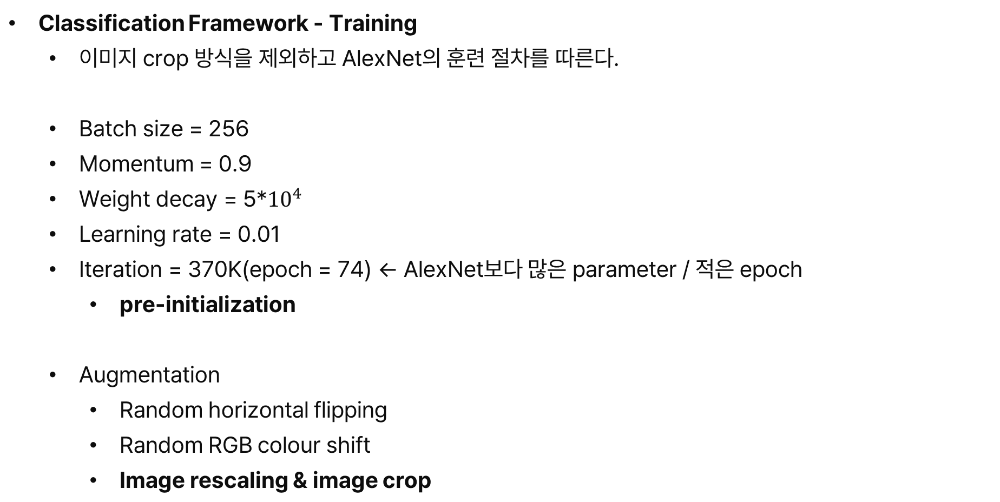 • Classification Framework - Training
• 이미지 crop 방식을 제외하고 AlexNet의 훈련 절차를 따른다.
• Batch size = 256
• Momentum = 0.9
• Weight decay = 5*10⁴
• Learning rate = 0.01
• Iteration = 370K(epoch = 74) ← AlexNet보다 많은 parameter / 적은 epoch
• pre-initialization
• Augmentation
• Random horizontal flipping
• Random RGB colour shift
• Image rescaling & image crop